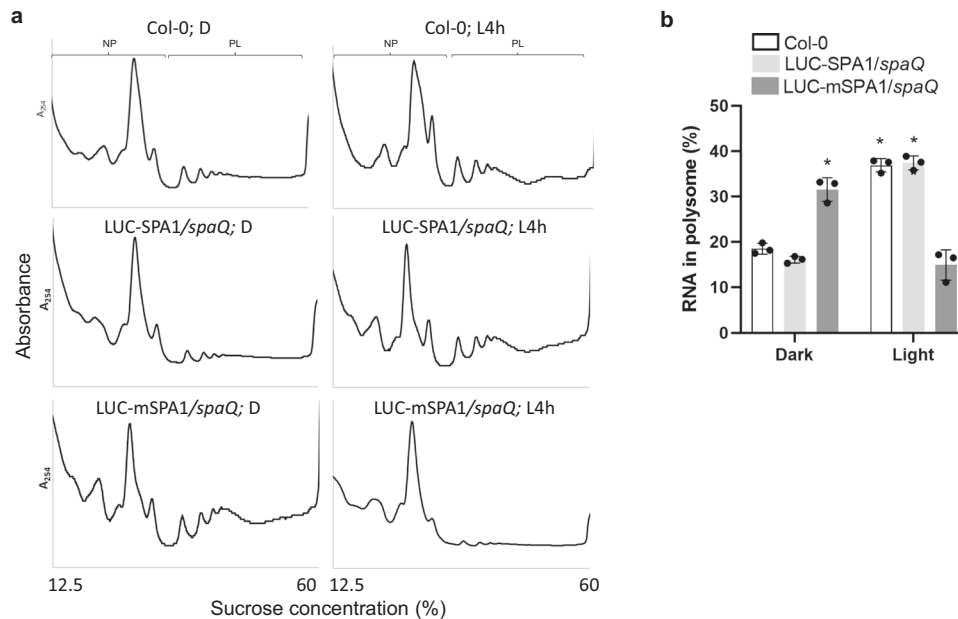 a
Col-0; D
Col-0; L4h
NP
PL
NP
PL
A254
LUC-SPA1/spaQ; D
LUC-SPA1/spaQ; L4h
Absorbance
A254
LUC-mSPA1/spaQ; D
LUC-mSPA1/spaQ; L4h
A254
12.5
60
12.5
60
Sucrose concentration (%)
b
Col-0
LUC-SPA1/spaQ
LUC-mSPA1/spaQ
RNA in polysome (%)
50
40
30
20
10
0
*
*
*
Dark
Light